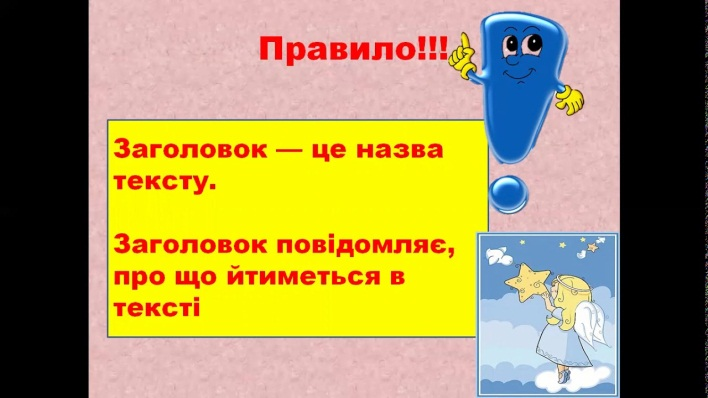 Правило!!!
Заголовок — це назва
тексту.
Заголовок повідомляє,
про що йтиметься в
тексті